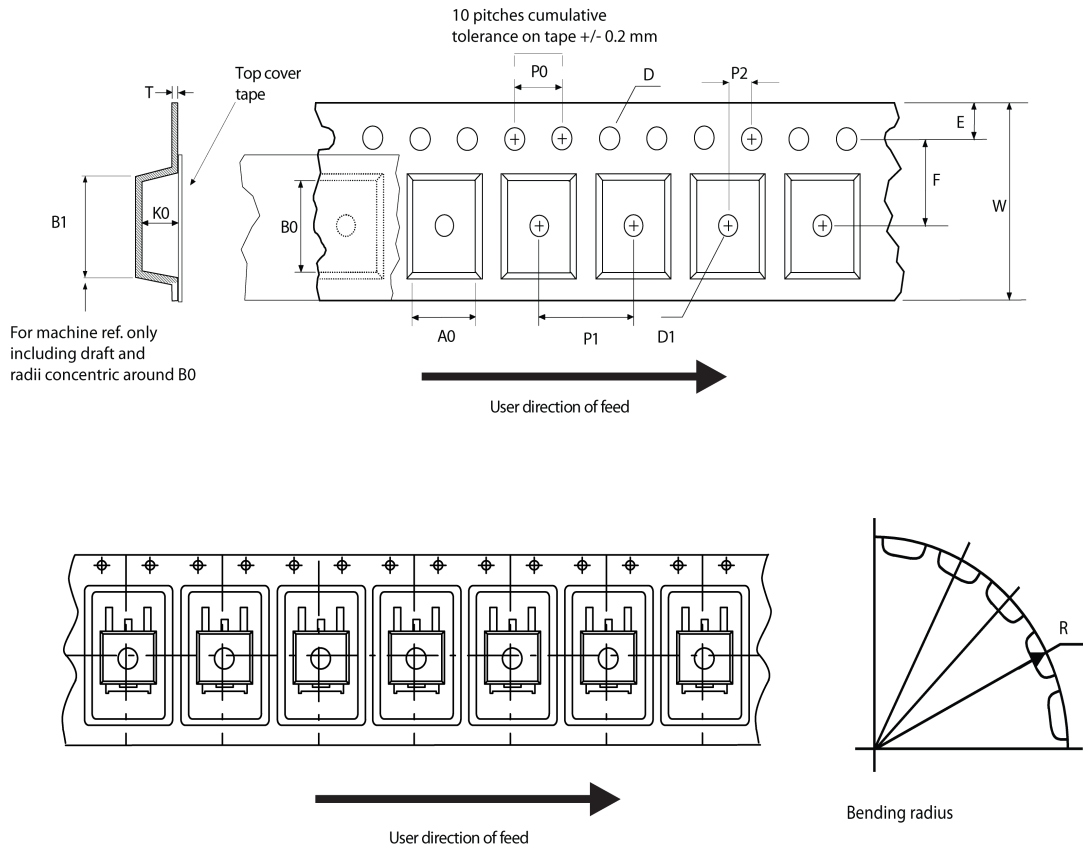 10 pitches cumulative
tolerance on tape +/- 0.2 mm
Top cover
tape
T
P0
D
P2
E
B1
K0
B0
F
W
For machine ref. only
including draft and
radii concentric around B0
A0
P1
D1
User direction of feed
R
Bending radius
User direction of feed